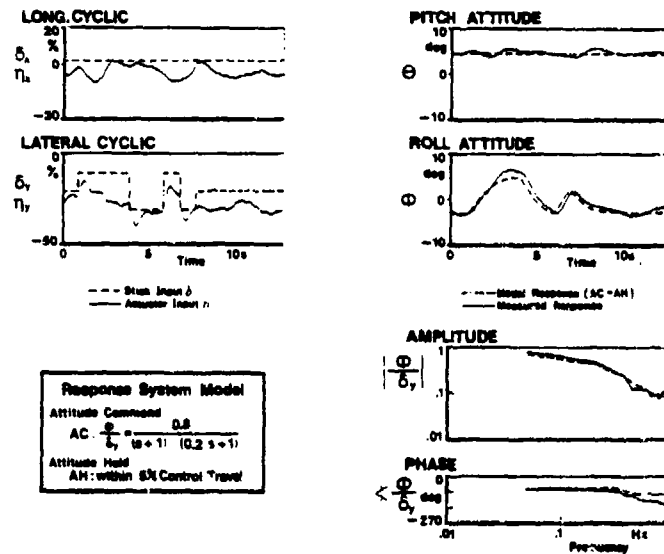 LONG. CYCLIC
20
%
0
-20
δx
ηx
LATERAL CYCLIC
0
%
-50
δy
ηy
0 5 10s
Time
Stick Input δ
Actuator Input η
Response System Model
Attitude Command
AC: Θ/δy = 0.8/(s+1) (0.2 s+1)
Attitude Hold
AH: within 5% Control Travel
PITCH ATTITUDE
10
deg
0
-10
Θ
ROLL ATTITUDE
10
deg
0
-10
Θ
0 5 10s
Time
Model Response (AC-AH)
Measured Response
AMPLITUDE
1
.1
.01
|Θ/δy|
PHASE
0
deg
-270
∢ Θ/δy
.01 .1 Hz
Frequency